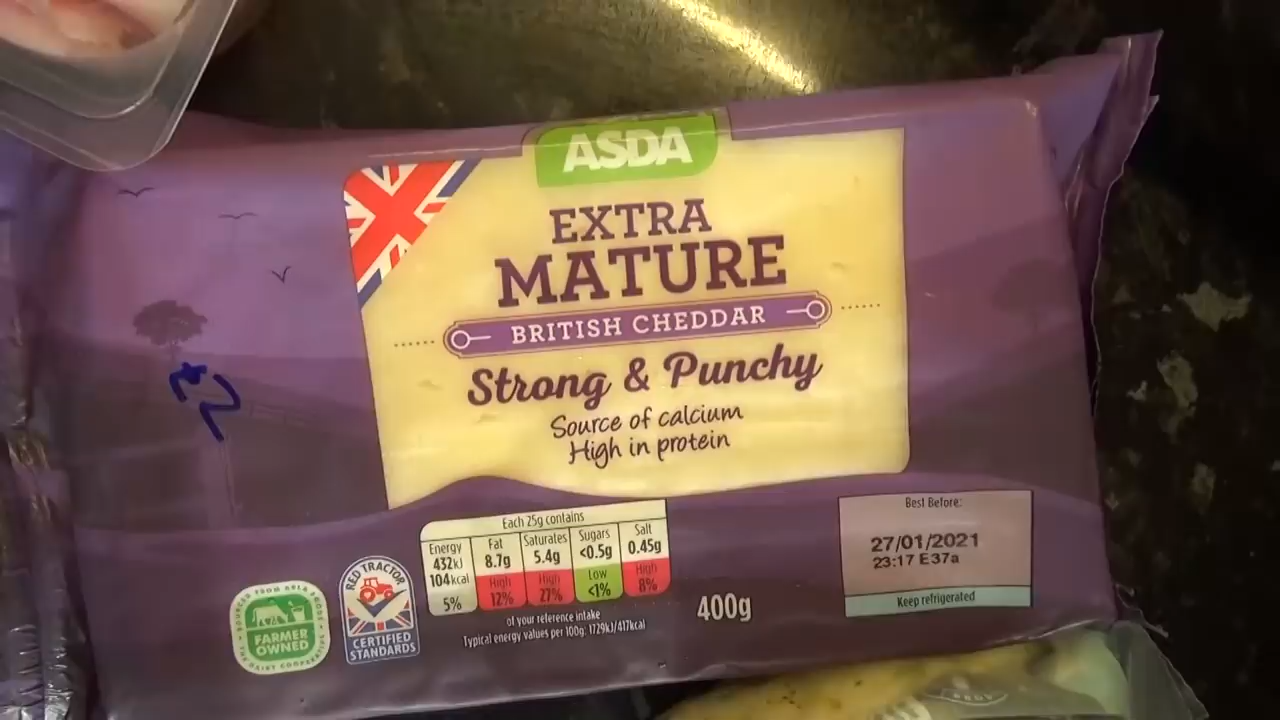 ASDA
EXTRA
MATURE
BRITISH CHEDDAR
Strong & Punchy
Source of calcium
High in protein
Each 25g contains
Energy 432kJ 104kcal 5%
Fat 8.7g High 12%
Saturates 5.4g High 27%
Sugars <0.5g Low <1%
Salt 0.45g High 8%
of your reference intake
Typical energy values per 100g: 1729kJ/417kcal
400g
Best Before:
27/01/2021
23:17 E37a
Keep refrigerated
FARMER
OWNED
RED TRACTOR
CERTIFIED
STANDARDS